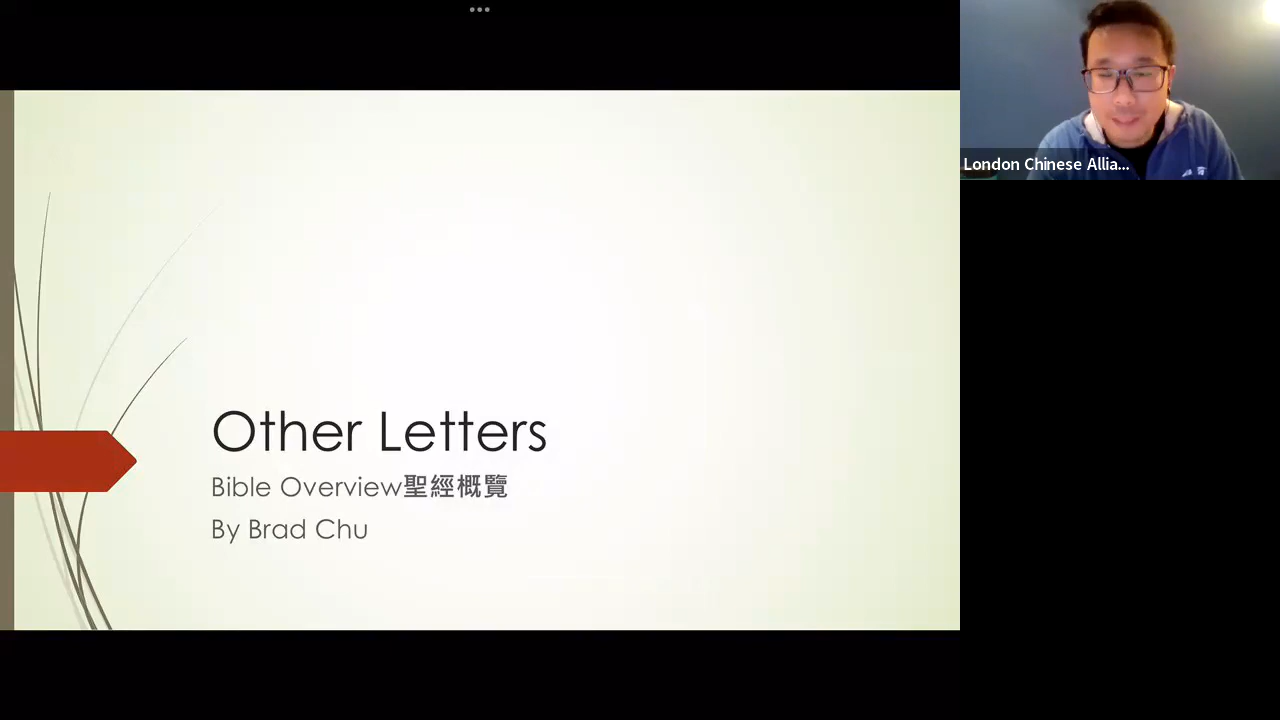 Other Letters
Bible Overview聖經概覽
By Brad Chu
London Chinese Allia...